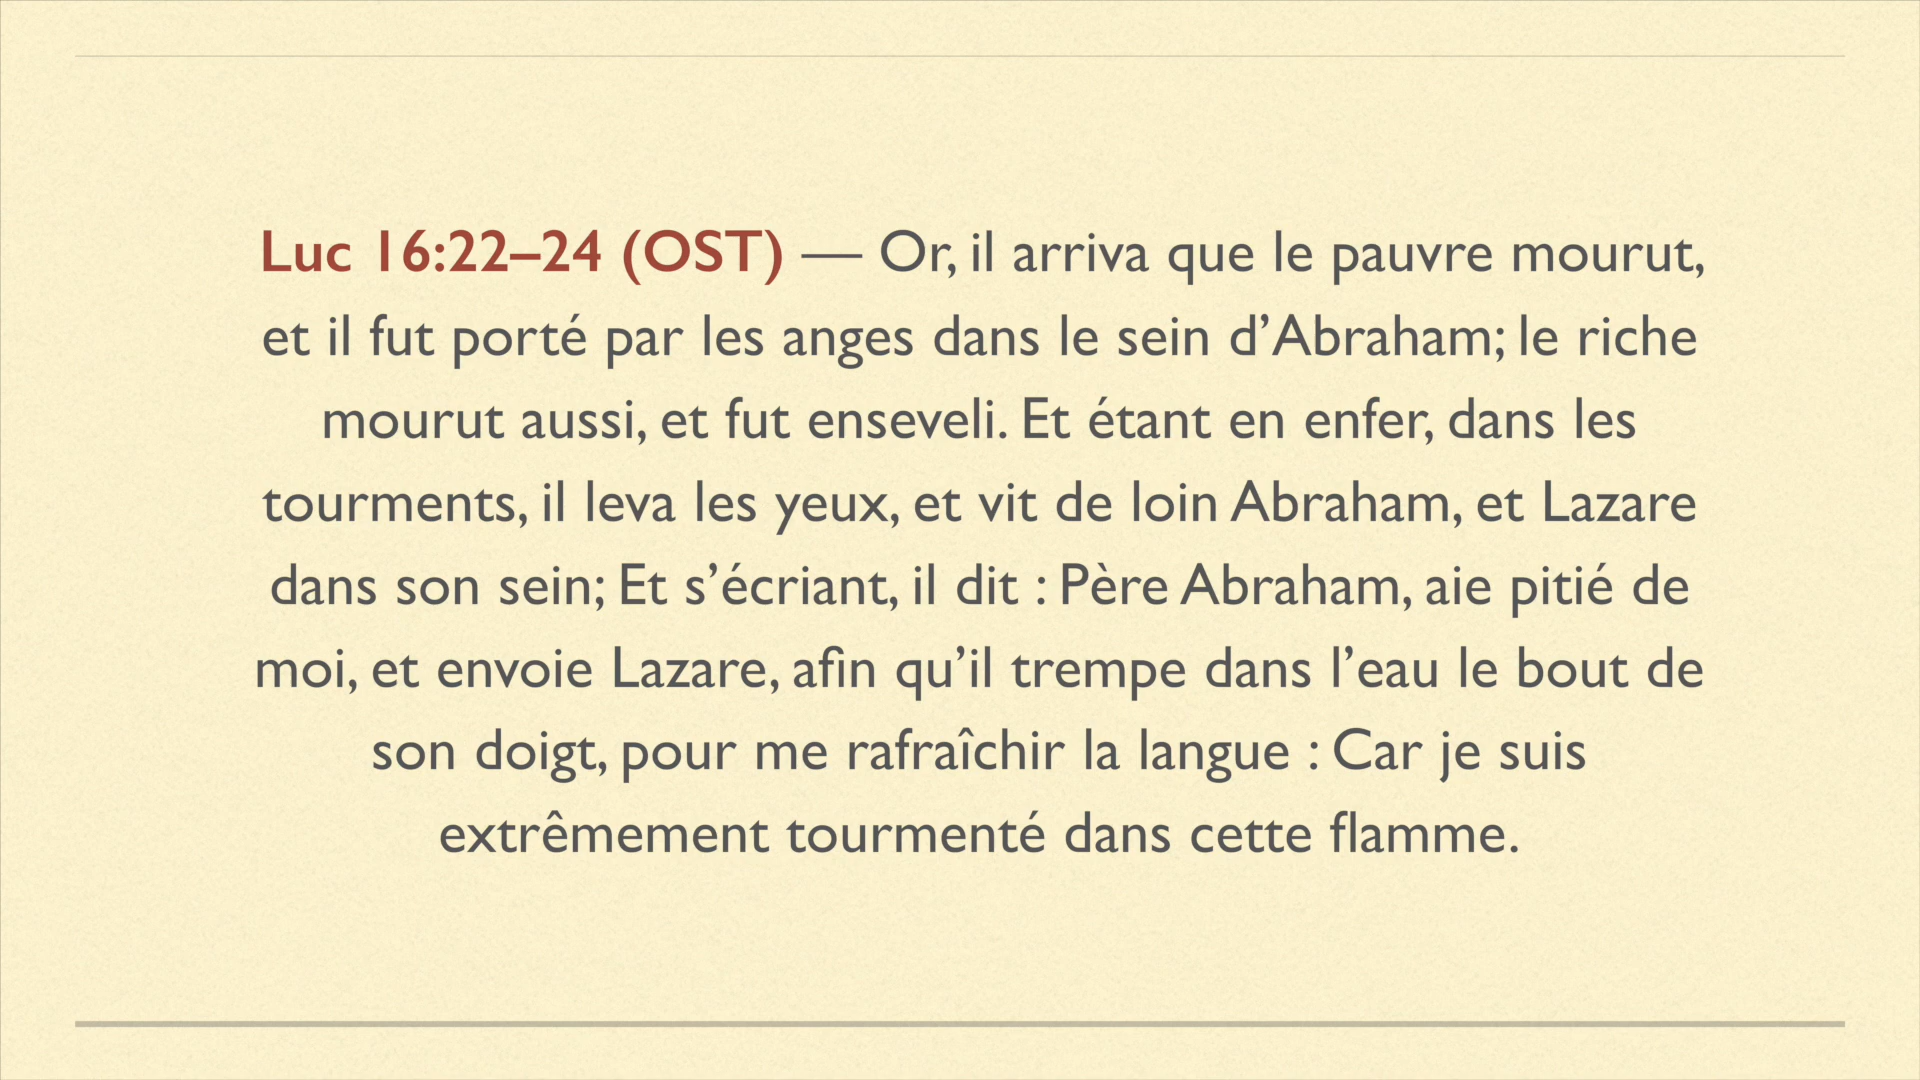 Luc 16:22–24 (OST) — Or, il arriva que le pauvre mourut,
et il fut porté par les anges dans le sein d’Abraham; le riche
mourut aussi, et fut enseveli. Et étant en enfer, dans les
tourments, il leva les yeux, et vit de loin Abraham, et Lazare
dans son sein; Et s’écriant, il dit : Père Abraham, aie pitié de
moi, et envoie Lazare, afin qu’il trempe dans l’eau le bout de
son doigt, pour me rafraîchir la langue : Car je suis
extrêmement tourmenté dans cette flamme.